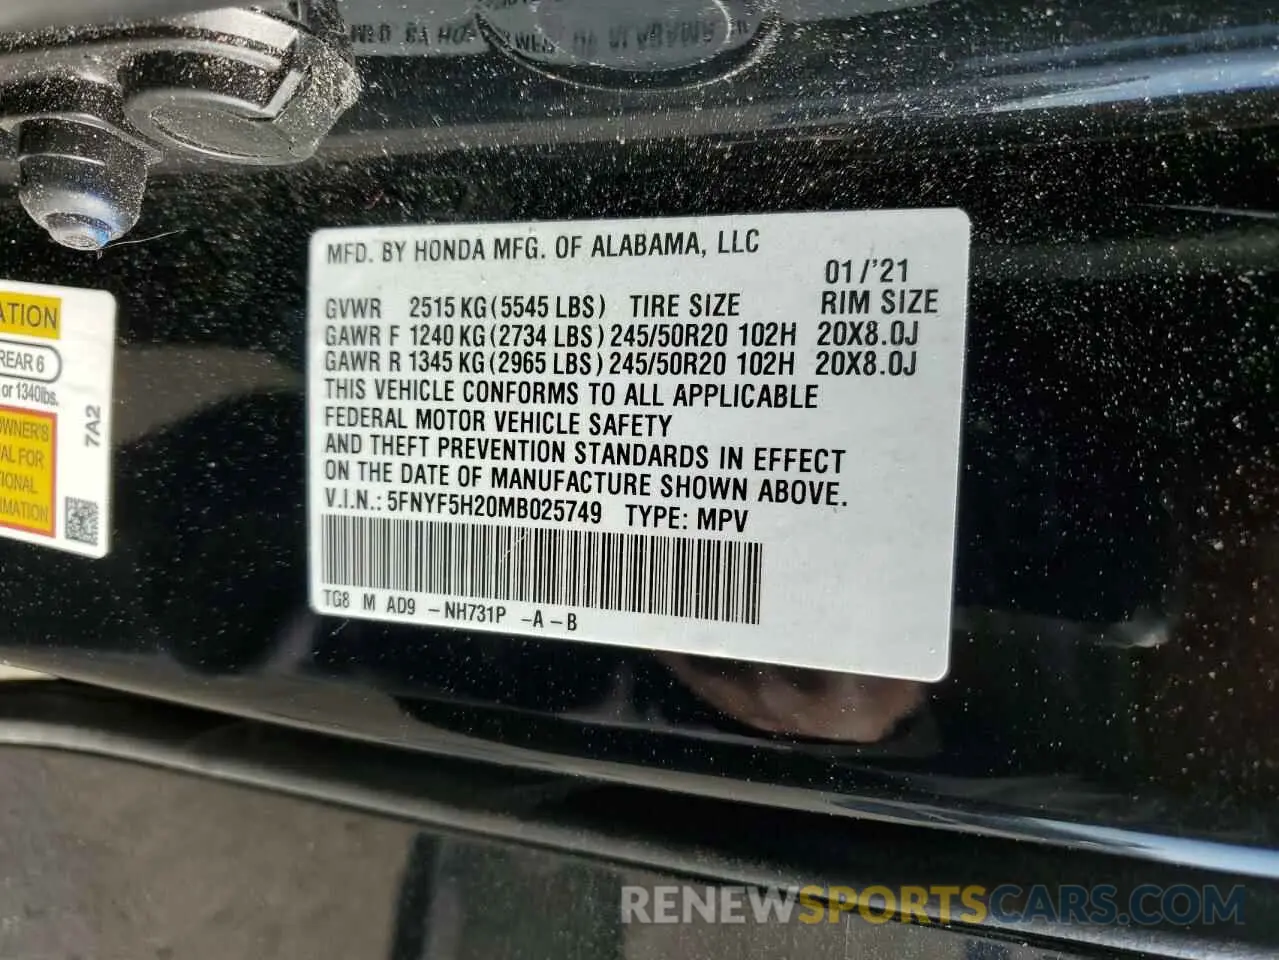 MFD. BY HONDA MFG. OF ALABAMA, LLC
01/'21
GVWR 2515 KG (5545 LBS) TIRE SIZE RIM SIZE
GAWR F 1240 KG (2734 LBS) 245/50R20 102H 20X8.0J
GAWR R 1345 KG (2965 LBS) 245/50R20 102H 20X8.0J
THIS VEHICLE CONFORMS TO ALL APPLICABLE
FEDERAL MOTOR VEHICLE SAFETY
AND THEFT PREVENTION STANDARDS IN EFFECT
ON THE DATE OF MANUFACTURE SHOWN ABOVE.
V.I.N.: 5FNYF5H20MB025749 TYPE: MPV
TG8 M AD9 -NH731P -A -B
REAR 6
or 1340lbs.
7A2
RENEWSPORTSCARS.COM